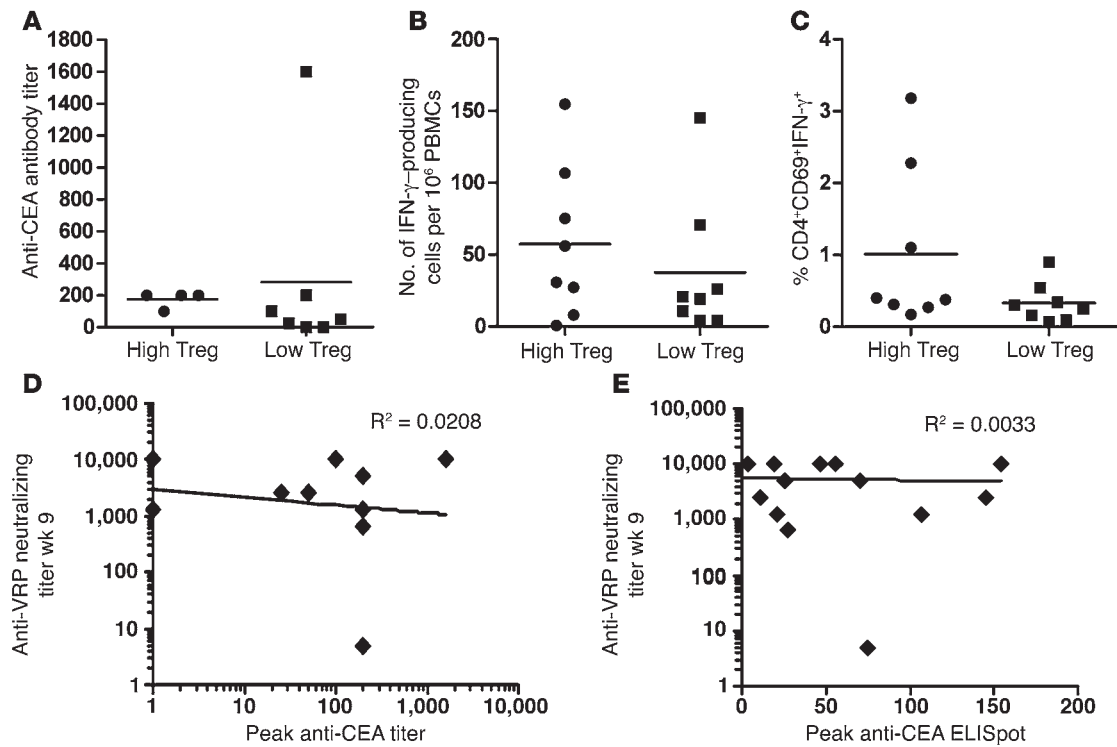 A
Anti-CEA antibody titer
1800
1600
1400
1200
1000
800
600
400
200
0
High Treg
Low Treg
B
No. of IFN-γ–producing
cells per 10⁶ PBMCs
200
150
100
50
0
High Treg
Low Treg
C
% CD4⁺CD69⁺IFN-γ⁺
4
3
2
1
0
High Treg
Low Treg
D
Anti-VRP neutralizing
titer wk 9
100,000
10,000
1,000
100
10
1
R² = 0.0208
1
10
100
1,000
10,000
Peak anti-CEA titer
E
Anti-VRP neutralizing
titer wk 9
100,000
10,000
1,000
100
10
1
R² = 0.0033
0
50
100
150
200
Peak anti-CEA ELISpot